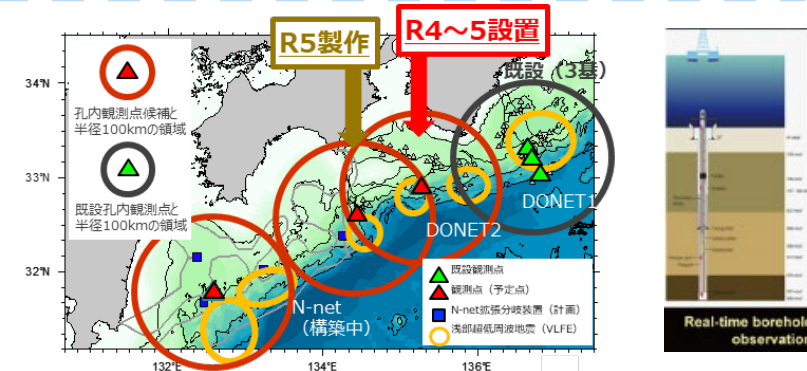 R5製作
R4～5設置
既設（3基）
34˚N
33˚N
32˚N
132˚E
134˚E
136˚E
孔内観測点候補と
半径100kmの領域
既設孔内観測点と
半径100kmの領域
DONET1
DONET2
N-net
（構築中）
既設観測点
観測点（予定点）
N-net拡張分岐装置（計画）
浅部超低周波地震（VLFE）
Real-time borehole
observation